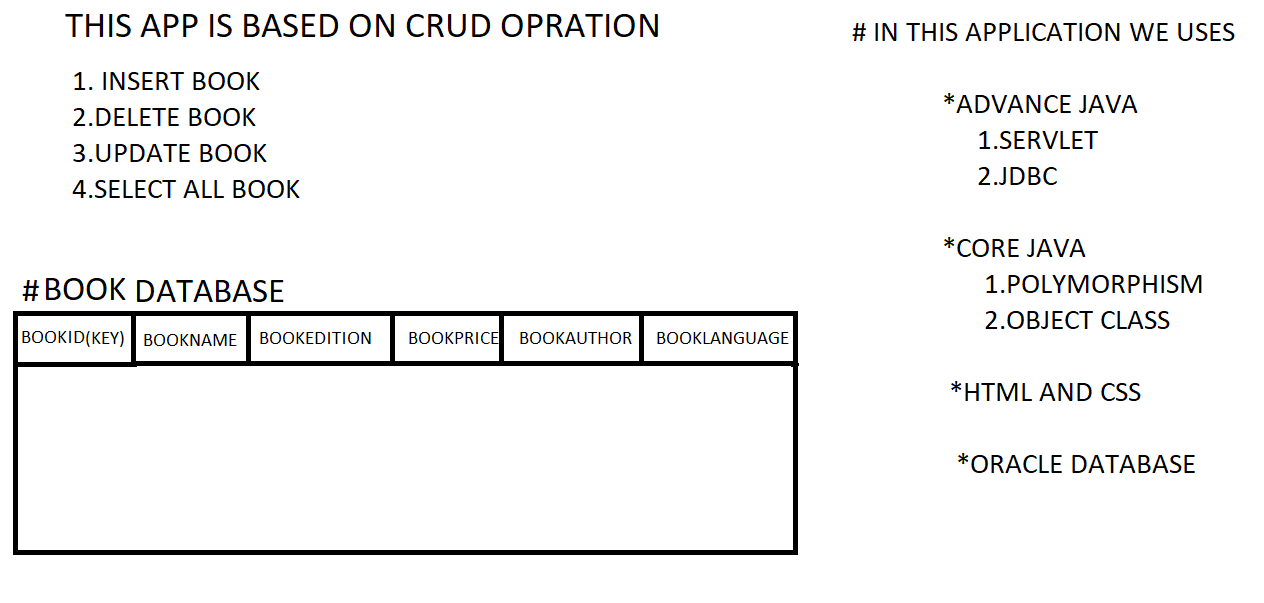 THIS APP IS BASED ON CRUD OPRATION
1. INSERT BOOK
2.DELETE BOOK
3.UPDATE BOOK
4.SELECT ALL BOOK
#BOOK DATABASE
BOOKID(KEY) BOOKNAME BOOKEDITION BOOKPRICE BOOKAUTHOR BOOKLANGUAGE
# IN THIS APPLICATION WE USES
*ADVANCE JAVA
1.SERVLET
2.JDBC
*CORE JAVA
1.POLYMORPHISM
2.OBJECT CLASS
*HTML AND CSS
*ORACLE DATABASE